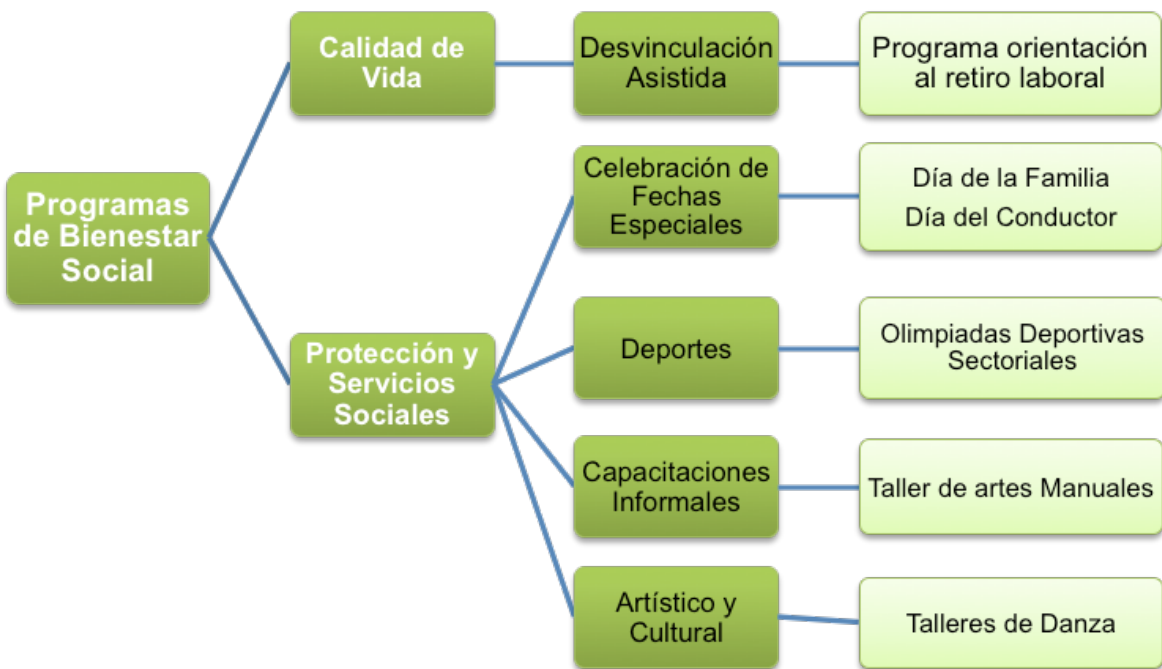 Programas
de Bienestar
Social
Calidad de
Vida
Desvinculación
Asistida
Programa orientación
al retiro laboral
Protección y
Servicios
Sociales
Celebración de
Fechas
Especiales
Día de la Familia
Día del Conductor
Deportes
Olimpiadas Deportivas
Sectoriales
Capacitaciones
Informales
Taller de artes Manuales
Artístico y
Cultural
Talleres de Danza